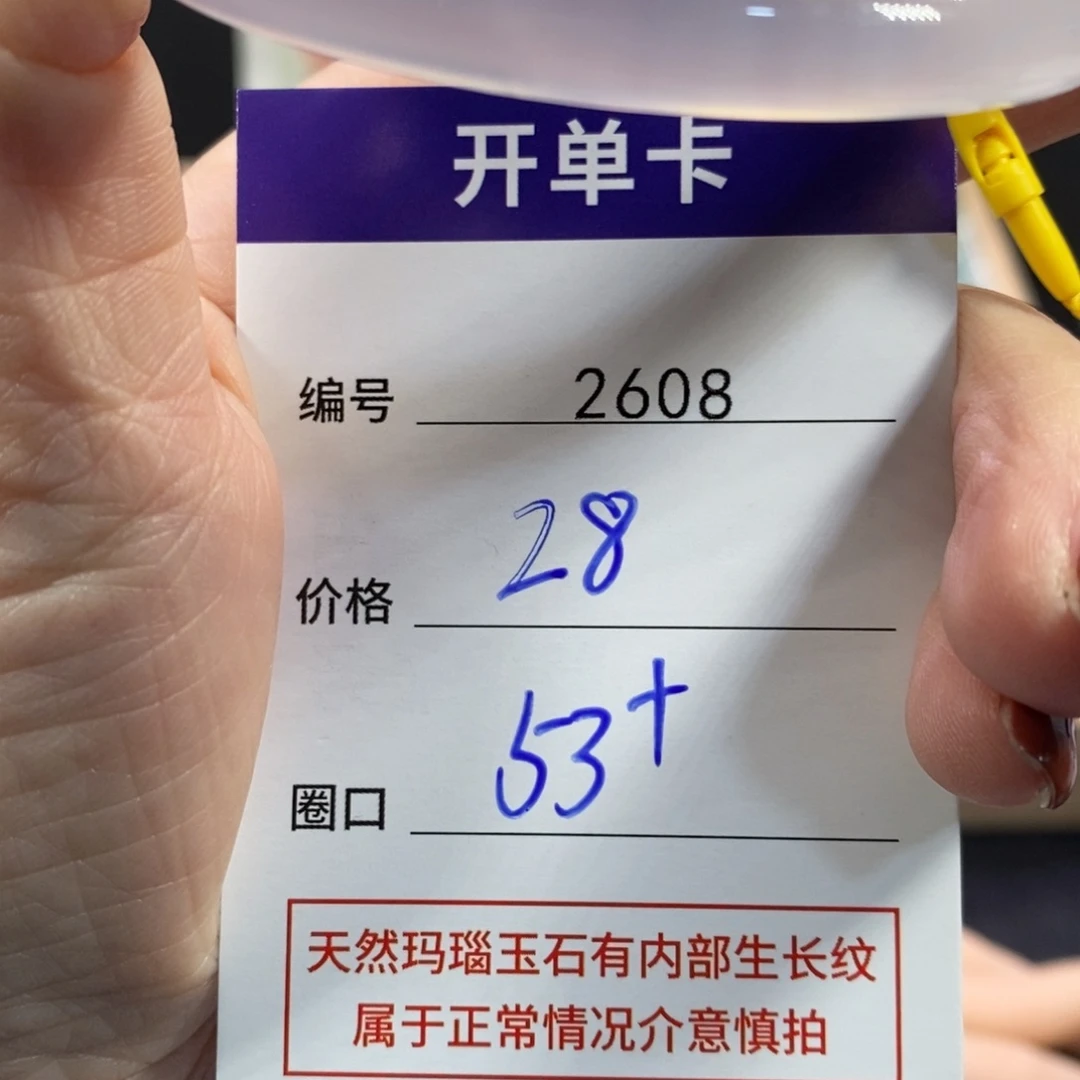 开单卡
编号 2608
价格 28
圈口 53+
天然玛瑙玉石有内部生长纹
属于正常情况介意慎拍